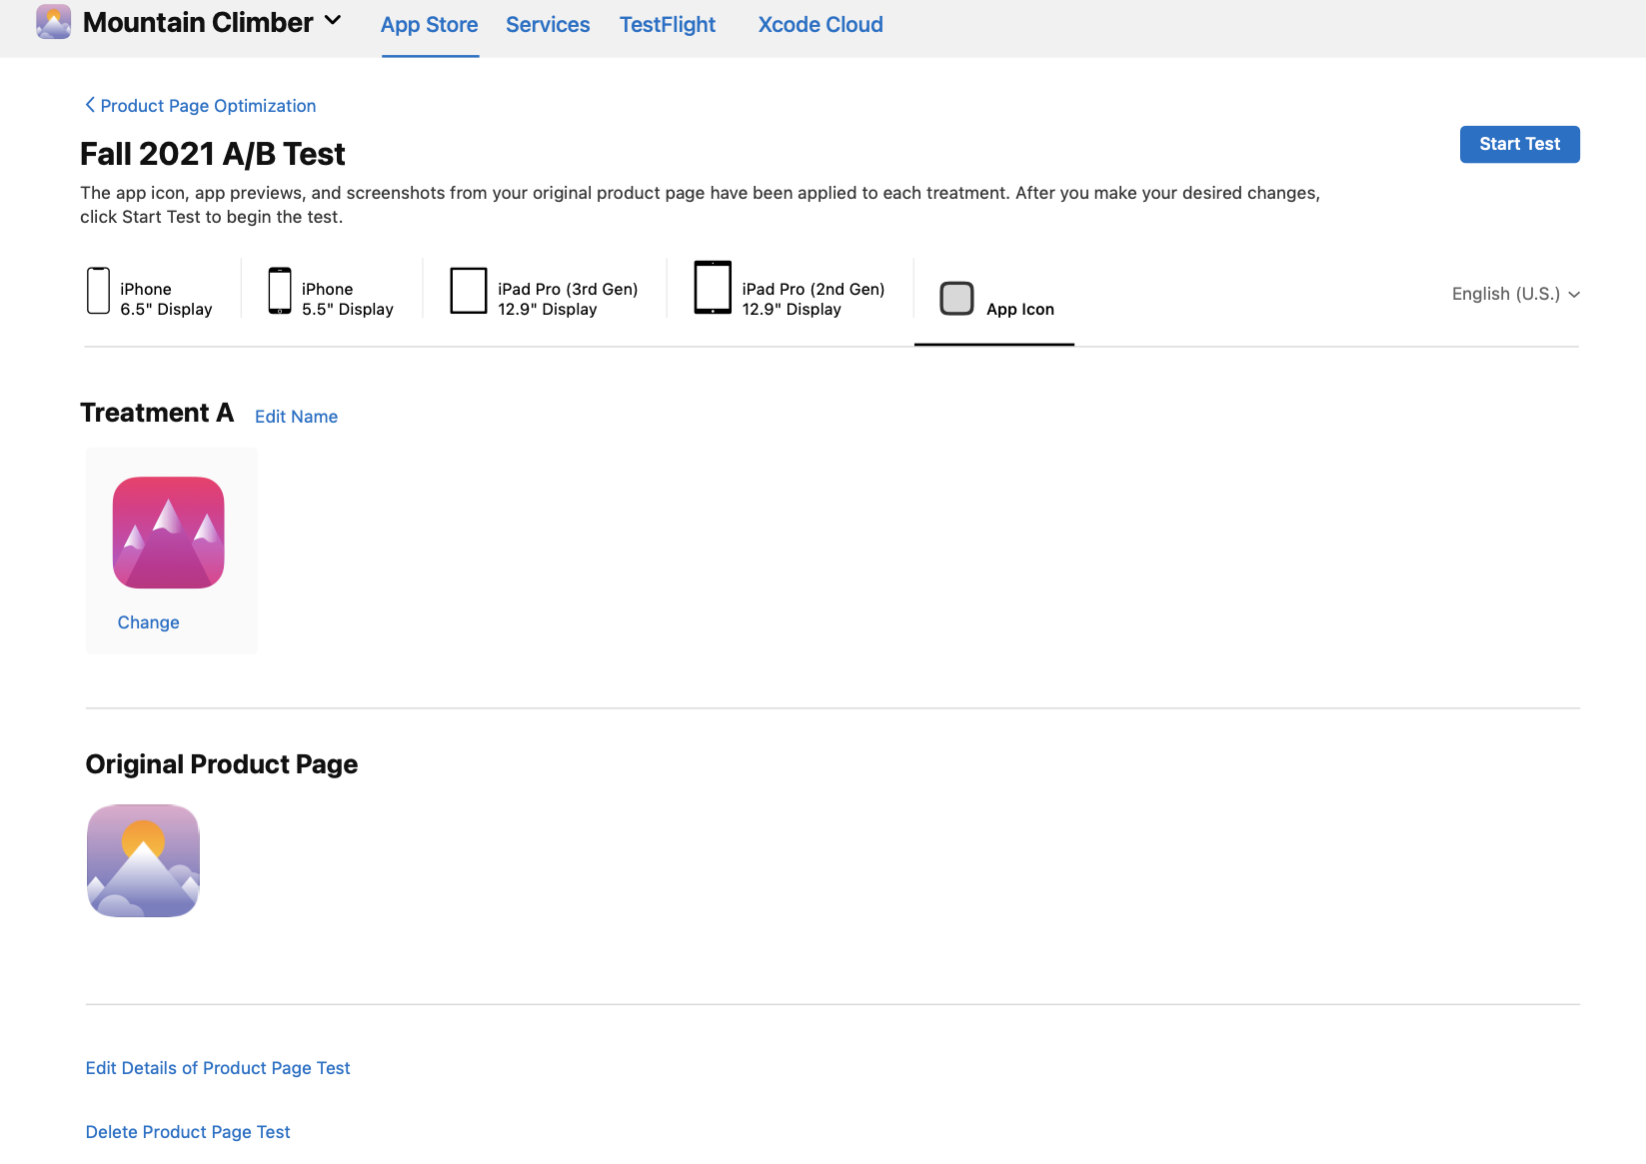 Mountain Climber
App Store
Services
TestFlight
Xcode Cloud
Product Page Optimization
Fall 2021 A/B Test
Start Test
The app icon, app previews, and screenshots from your original product page have been applied to each treatment. After you make your desired changes,
click Start Test to begin the test.
iPhone
6.5" Display
iPhone
5.5" Display
iPad Pro (3rd Gen)
12.9" Display
iPad Pro (2nd Gen)
12.9" Display
App Icon
English (U.S.)
Treatment A
Edit Name
Change
Original Product Page
Edit Details of Product Page Test
Delete Product Page Test